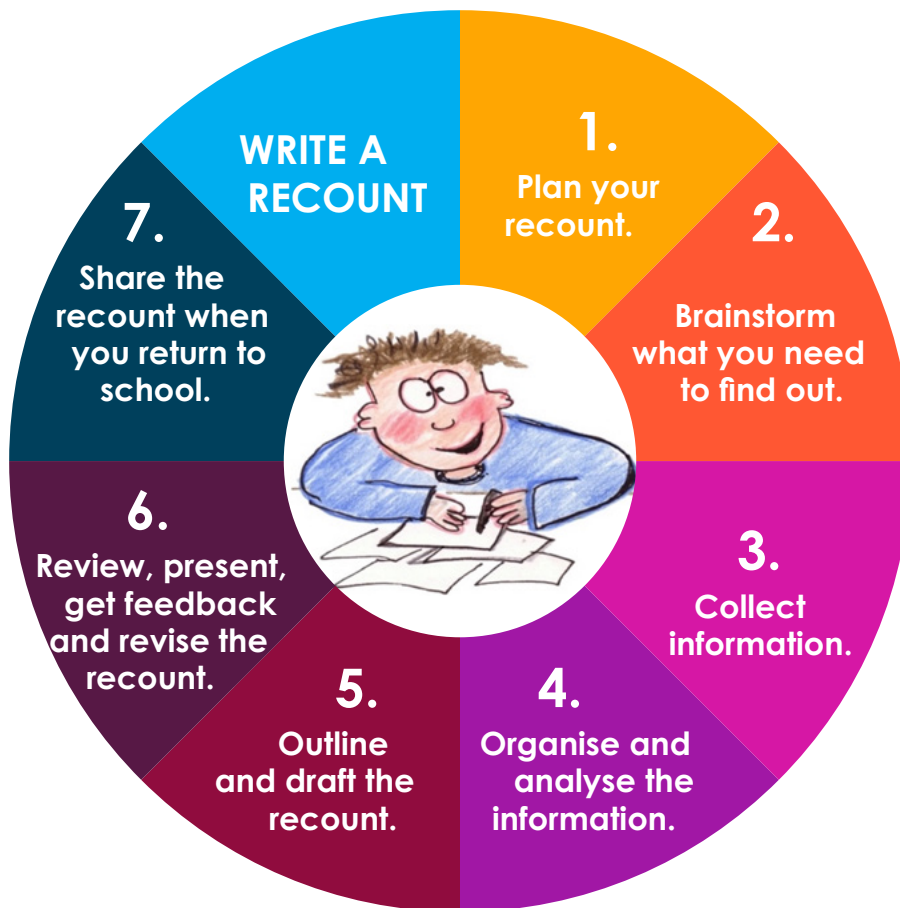 WRITE A
RECOUNT
1.
Plan your
recount.
2.
Brainstorm
what you need
to find out.
3.
Collect
information.
4.
Organise and
analyse the
information.
5.
Outline
and draft the
recount.
6.
Review, present,
get feedback
and revise the
recount.
7.
Share the
recount when
you return to
school.